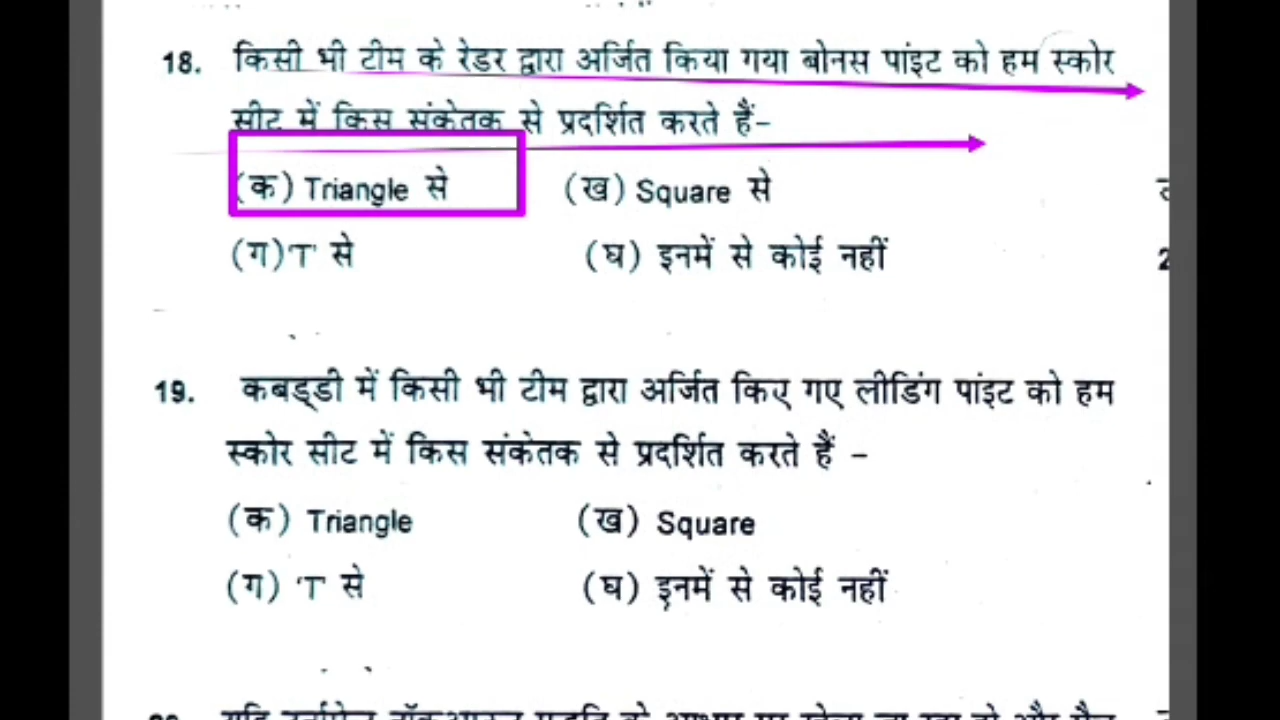 18. किसी भी टीम के रेडर द्वारा अर्जित किया गया बोनस पांइट को हम स्कोर
सीट में किस संकेतक से प्रदर्शित करते हैं-
(क) Triangle से (ख) Square से
(ग) T से (घ) इनमें से कोई नहीं
2
19. कबड्डी में किसी भी टीम द्वारा अर्जित किए गए लीडिंग पांइट को हम
स्कोर सीट में किस संकेतक से प्रदर्शित करते हैं -
(क) Triangle (ख) Square
(ग) 'T से (घ) इनमें से कोई नहीं